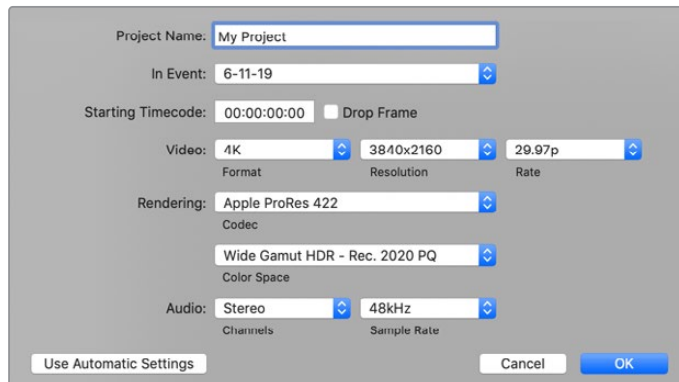 Project Name: My Project
In Event: 6-11-19
Starting Timecode: 00:00:00:00 Drop Frame
Video: 4K 3840x2160 29.97p
Format Resolution Rate
Rendering: Apple ProRes 422
Codec
Wide Gamut HDR - Rec. 2020 PQ
Color Space
Audio: Stereo 48kHz
Channels Sample Rate
Use Automatic Settings Cancel OK